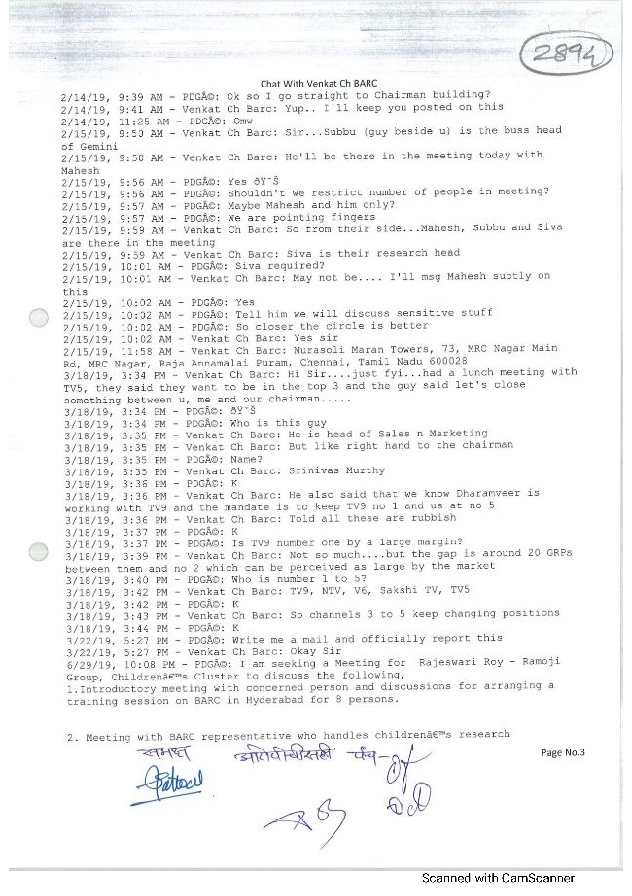 2894
Chat With Venkat Ch BARC
2/14/19, 9:39 AM - PDGÂ©: Ok so I go straight to Chairman building?
2/14/19, 9:41 AM - Venkat Ch Barc: Yup.. I'll keep you posted on this
2/14/19, 11:25 AM - PDGÂ©: Omw
2/15/19, 9:50 AM - Venkat Ch Barc: Sir...Subbu (guy beside u) is the buss head
of Gemini
2/15/19, 9:50 AM - Venkat Ch Barc: He'll be there in the meeting today with
Mahesh
2/15/19, 9:56 AM - PDGÂ©: Yes ðŸ˜Š
2/15/19, 9:56 AM - PDGÂ©: Shouldn't we restrict number of people in meeting?
2/15/19, 9:57 AM - PDGÂ©: Maybe Mahesh and him only?
2/15/19, 9:57 AM - PDGÂ©: We are pointing fingers
2/15/19, 9:59 AM - Venkat Ch Barc: So from their side...Mahesh, Subbu and Siva
are there in the meeting
2/15/19, 9:59 AM - Venkat Ch Barc: Siva is their research head
2/15/19, 10:01 AM - PDGÂ©: Siva required?
2/15/19, 10:01 AM - Venkat Ch Barc: May not be.... I'll msg Mahesh subtly on
this
2/15/19, 10:02 AM - PDGÂ©: Yes
2/15/19, 10:02 AM - PDGÂ©: Tell him we will discuss sensitive stuff
2/15/19, 10:02 AM - PDGÂ©: So closer the circle is better
2/15/19, 10:02 AM - Venkat Ch Barc: Yes sir
2/15/19, 11:58 AM - Venkat Ch Barc: Murasoli Maran Towers, 73, MRC Nagar Main
Rd, MRC Nagar, Raja Annamalai Puram, Chennai, Tamil Nadu 600028
3/18/19, 3:34 PM - Venkat Ch Barc: Hi Sir....just fyi...had a lunch meeting with
TV5, they said they want to be in the top 3 and the guy said let's close
something between u, me and our chairman.....
3/18/19, 3:34 PM - PDGÂ©: ðŸ˜Š
3/18/19, 3:34 PM - PDGÂ©: Who is this guy
3/18/19, 3:35 PM - Venkat Ch Barc: He is head of Sales n Marketing
3/18/19, 3:35 PM - Venkat Ch Barc: But like right hand to the chairman
3/18/19, 3:35 PM - PDGÂ©: Name?
3/18/19, 3:35 PM - Venkat Ch Barc: Srinivas Murthy
3/18/19, 3:36 PM - PDGÂ©: K
3/18/19, 3:36 PM - Venkat Ch Barc: He also said that we know Dharamveer is
working with TV9 and the mandate is to keep TV9 no 1 and us at no 5
3/18/19, 3:36 PM - Venkat Ch Barc: Told all these are rubbish
3/18/19, 3:37 PM - PDGÂ©: K
3/18/19, 3:37 PM - PDGÂ©: Is TV9 number one by a large margin?
3/18/19, 3:39 PM - Venkat Ch Barc: Not so much....but the gap is around 20 GRPs
between them and no 2 which can be perceived as large by the market
3/18/19, 3:40 PM - PDGÂ©: Who is number 1 to 5?
3/18/19, 3:42 PM - Venkat Ch Barc: TV9, NTV, V6, Sakshi TV, TV5
3/18/19, 3:42 PM - PDGÂ©: K
3/18/19, 3:43 PM - Venkat Ch Barc: So channels 3 to 5 keep changing positions
3/18/19, 3:44 PM - PDGÂ©: K
3/22/19, 5:27 PM - PDGÂ©: Write me a mail and officially report this
3/22/19, 5:27 PM - Venkat Ch Barc: Okay Sir
6/29/19, 10:08 PM - PDGÂ©: I am seeking a Meeting for Rajeswari Roy - Ramoji
Group, Childrenâ€™s Cluster to discuss the following,
1.Introductory meeting with concerned person and discussions for arranging a
training session on BARC in Hyderabad for 8 persons.
2. Meeting with BARC representative who handles childrenâ€™s research
समक्ष पंच-
Page No.3
Scanned with CamScanner